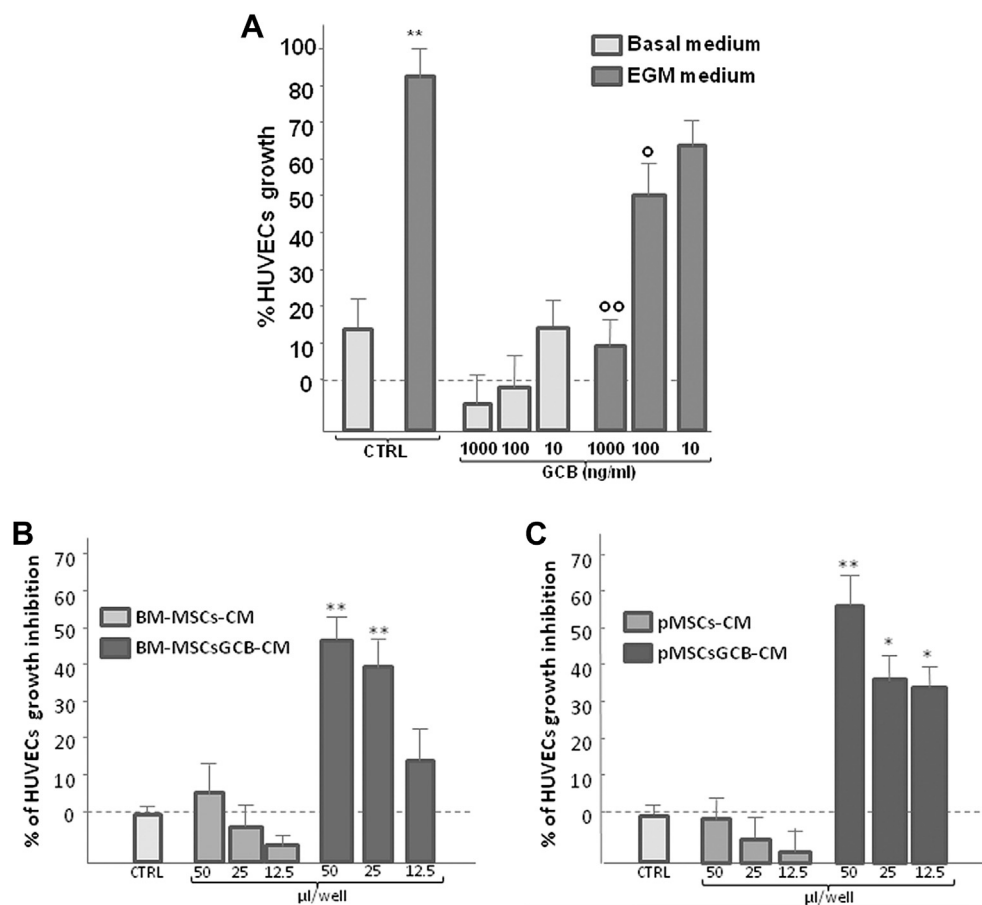 A
% HUVECs growth
100
80
70
60
50
40
30
20
10
0
**
°°
°
Basal medium
EGM medium
CTRL
1000 100 10 1000 100 10
GCB (ng/ml)
B
% of HUVECs growth inhibition
70
60
50
40
30
20
10
0
BM-MSCs-CM
BM-MSCsGCB-CM
**
**
CTRL 50 25 12.5 50 25 12.5
µl/well
C
% of HUVECs growth inhibition
70
60
50
40
30
20
10
0
pMSCs-CM
pMSCsGCB-CM
**
*
*
CTRL 50 25 12.5 50 25 12.5
µl/well